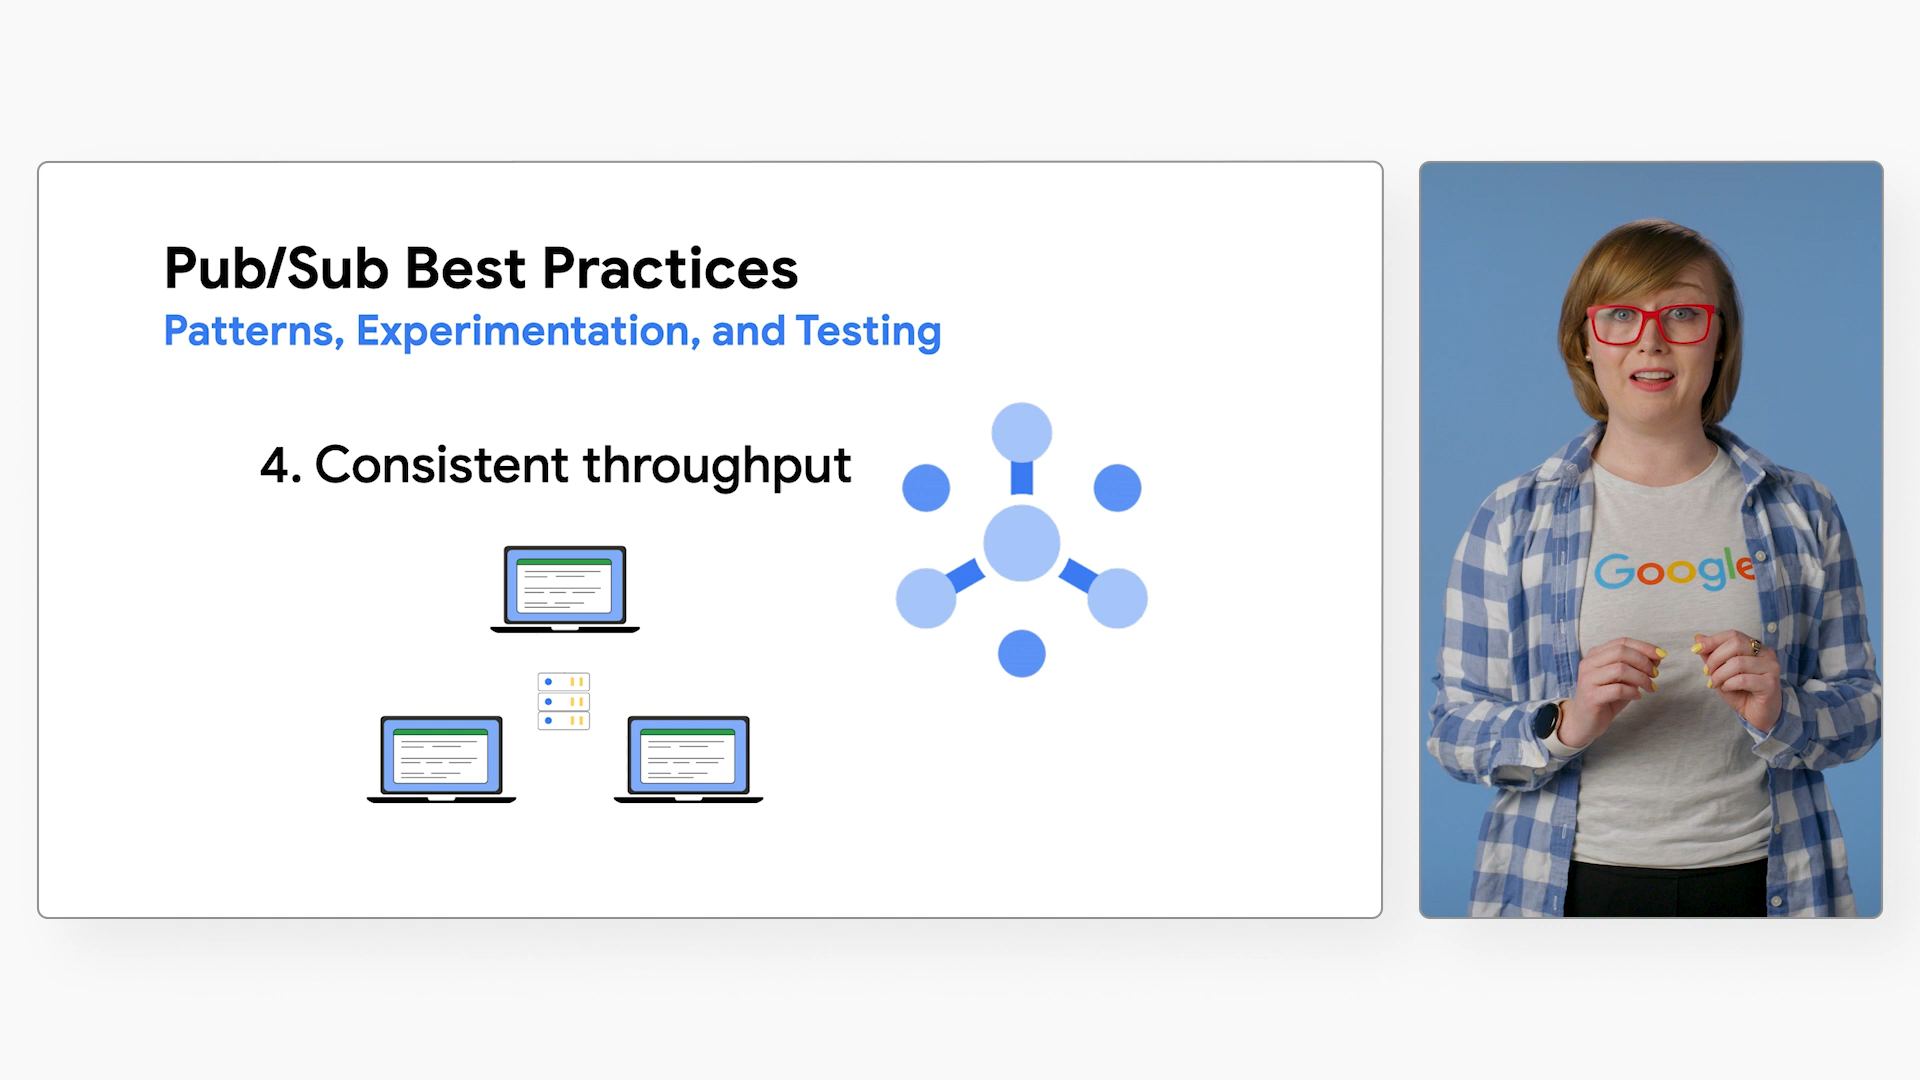 Pub/Sub Best Practices
Patterns, Experimentation, and Testing
4. Consistent throughput
Google